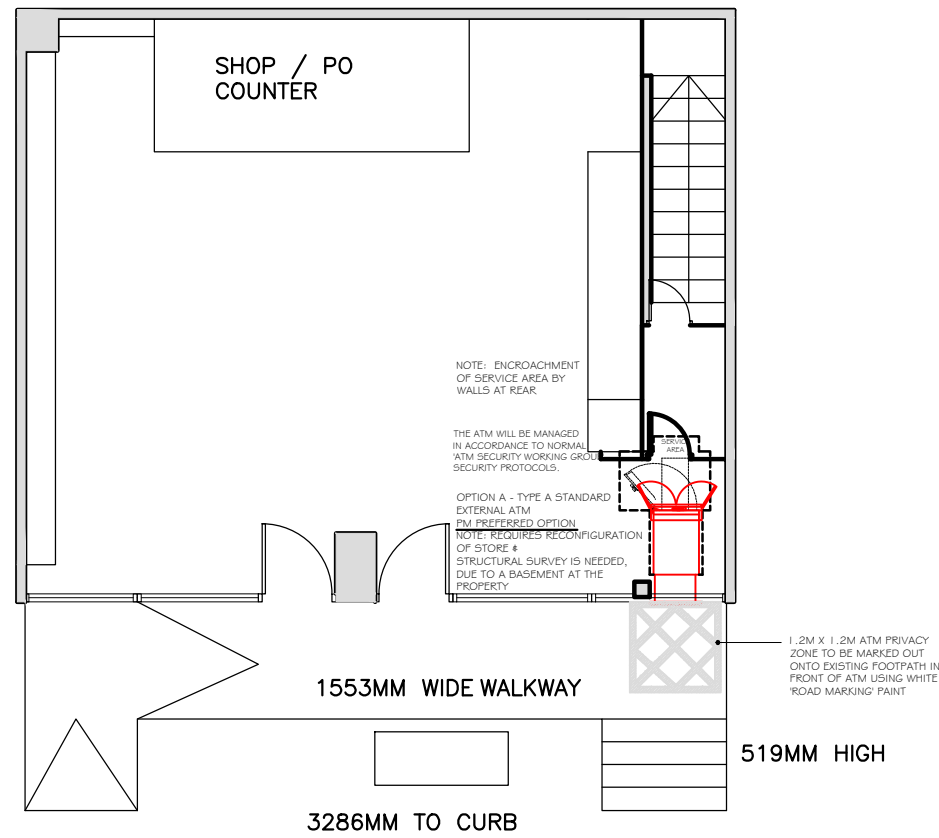 SHOP / PO
COUNTER
NOTE: ENCROACHMENT
OF SERVICE AREA BY
WALLS AT REAR
THE ATM WILL BE MANAGED
IN ACCORDANCE TO NORMAL
'ATM SECURITY WORKING GROUP
SECURITY PROTOCOLS.
SERVICE
AREA
OPTION A - TYPE A STANDARD
EXTERNAL ATM
PM PREFERRED OPTION
NOTE: REQUIRES RECONFIGURATION
OF STORE &
STRUCTURAL SURVEY IS NEEDED,
DUE TO A BASEMENT AT THE
PROPERTY
1.2M X 1.2M ATM PRIVACY
ZONE TO BE MARKED OUT
ONTO EXISTING FOOTPATH IN
FRONT OF ATM USING WHITE
'ROAD MARKING' PAINT
1553MM WIDE WALKWAY
519MM HIGH
3286MM TO CURB